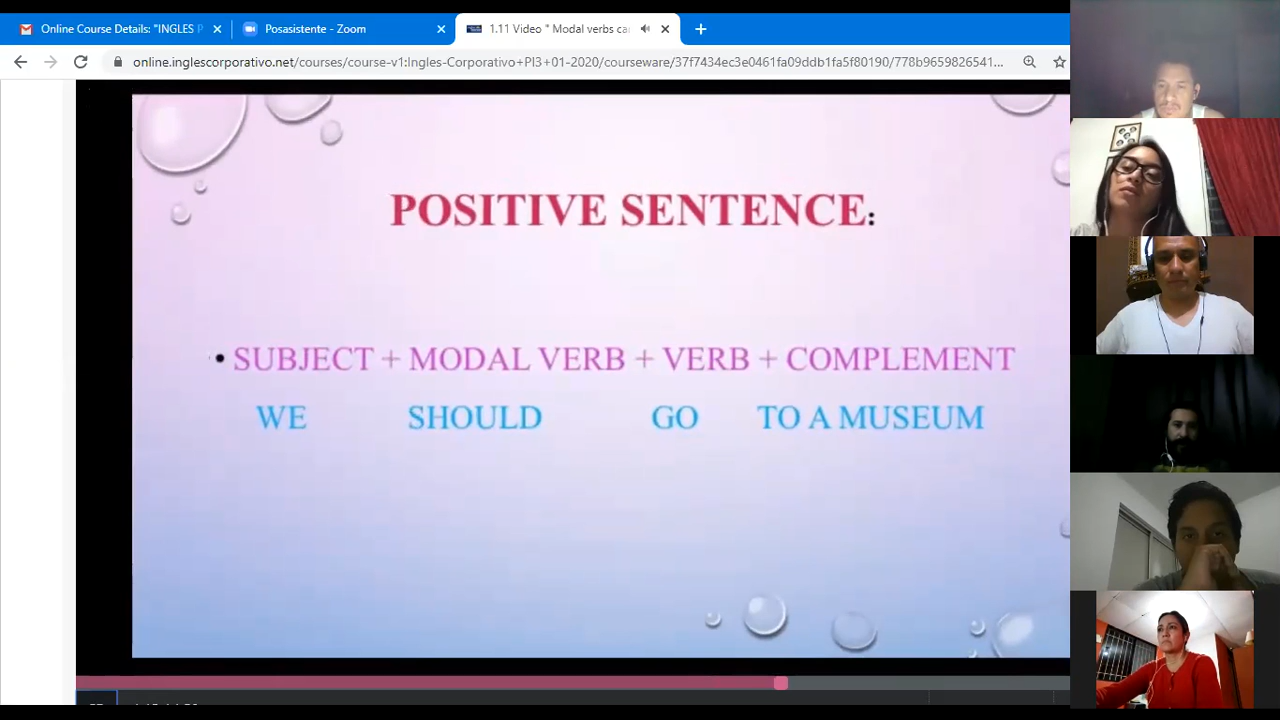 Online Course Details: "INGLES P
Posasistente - Zoom
1.11 Video " Modal verbs ca
online.inglescorporativo.net/courses/course-v1:Ingles-Corporativo+PI3+01-2020/courseware/37f7434ec3e0461fa09ddb1fa5f80190/778b9659826541...
POSITIVE SENTENCE:
• SUBJECT + MODAL VERB + VERB + COMPLEMENT
WE SHOULD GO TO A MUSEUM